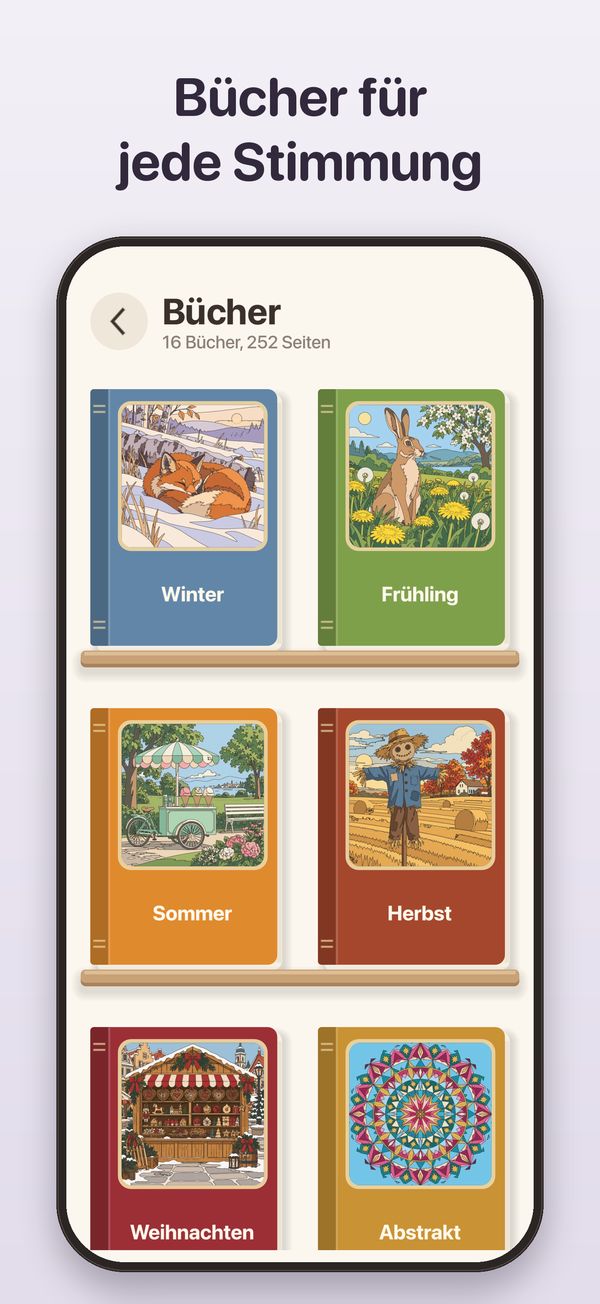 Bücher für
jede Stimmung
Bücher
16 Bücher, 252 Seiten
Winter
Frühling
Sommer
Herbst
Weihnachten
Abstrakt